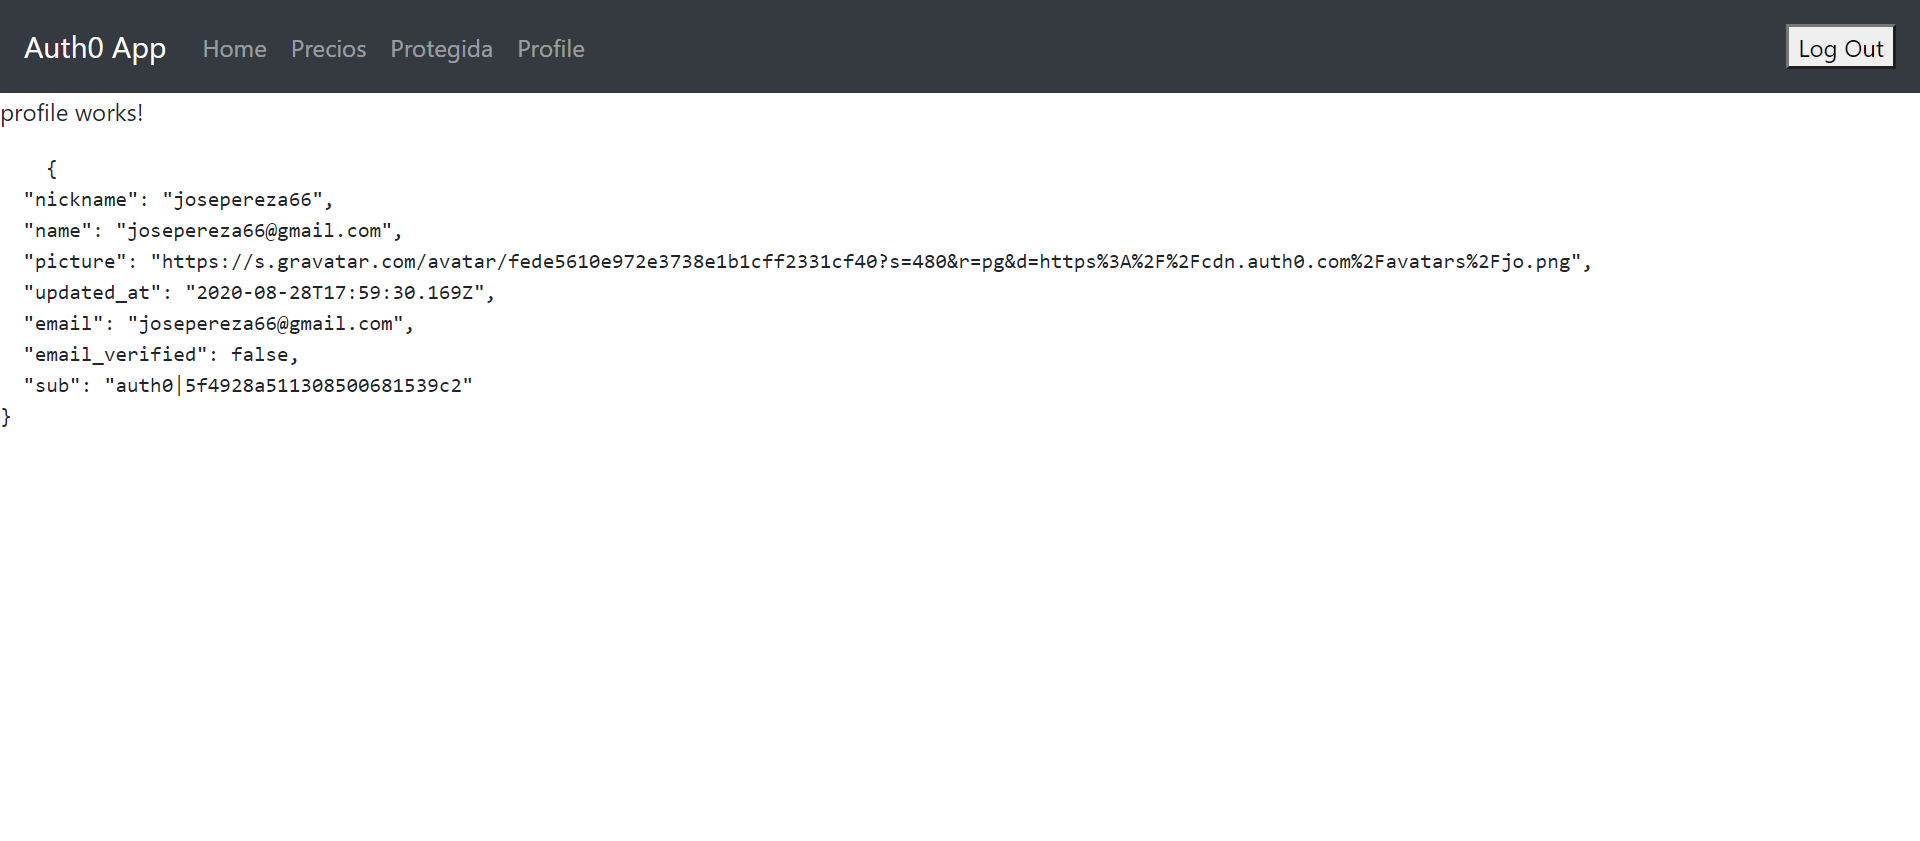 Auth0 App Home Precios Protegida Profile Log Out
profile works!
{
"nickname": "josepereza66",
"name": "josepereza66@gmail.com",
"picture": "https://s.gravatar.com/avatar/fede5610e972e3738e1b1cff2331cf40?s=480&r=pg&d=https%3A%2F%2Fcdn.auth0.com%2Favatars%2Fjo.png",
"updated_at": "2020-08-28T17:59:30.169Z",
"email": "josepereza66@gmail.com",
"email_verified": false,
"sub": "auth0|5f4928a511308500681539c2"
}